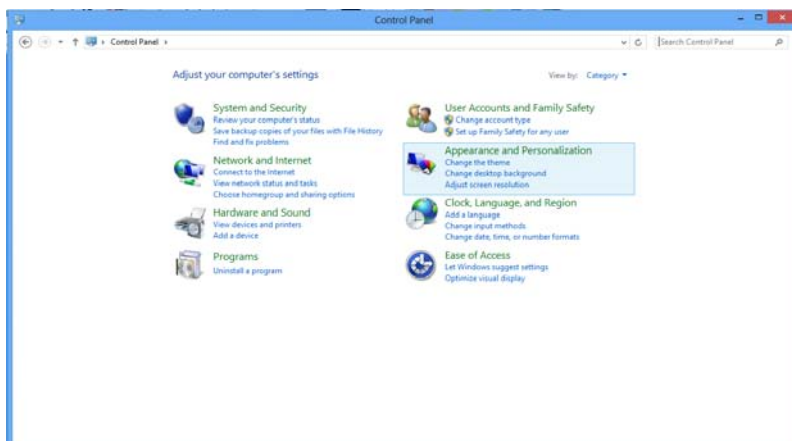 Control Panel
Control Panel
Search Control Panel
Adjust your computer's settings
View by: Category
System and Security
Review your computer's status
Save backup copies of your files with File History
Find and fix problems
Network and Internet
Connect to the Internet
View network status and tasks
Choose homegroup and sharing options
Hardware and Sound
View devices and printers
Add a device
Programs
Uninstall a program
User Accounts and Family Safety
Change account type
Set up Family Safety for any user
Appearance and Personalization
Change the theme
Change desktop background
Adjust screen resolution
Clock, Language, and Region
Add a language
Change input methods
Change date, time, or number formats
Ease of Access
Let Windows suggest settings
Optimize visual display